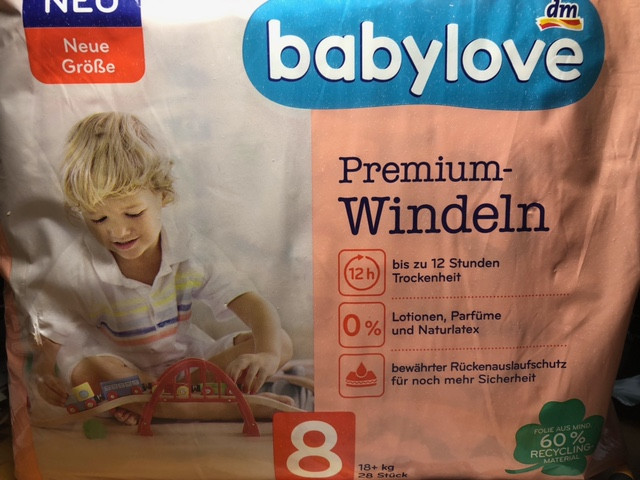 NEU
Neue
Größe
dm
babylove
Premium-
Windeln
12 h
bis zu 12 Stunden
Trockenheit
0 %
Lotionen, Parfüme
und Naturlatex
bewährter Rückenauslaufschutz
für noch mehr Sicherheit
8
18+ kg
28 Stück
FOLIE AUS MIND.
60 %
RECYCLING-
MATERIAL